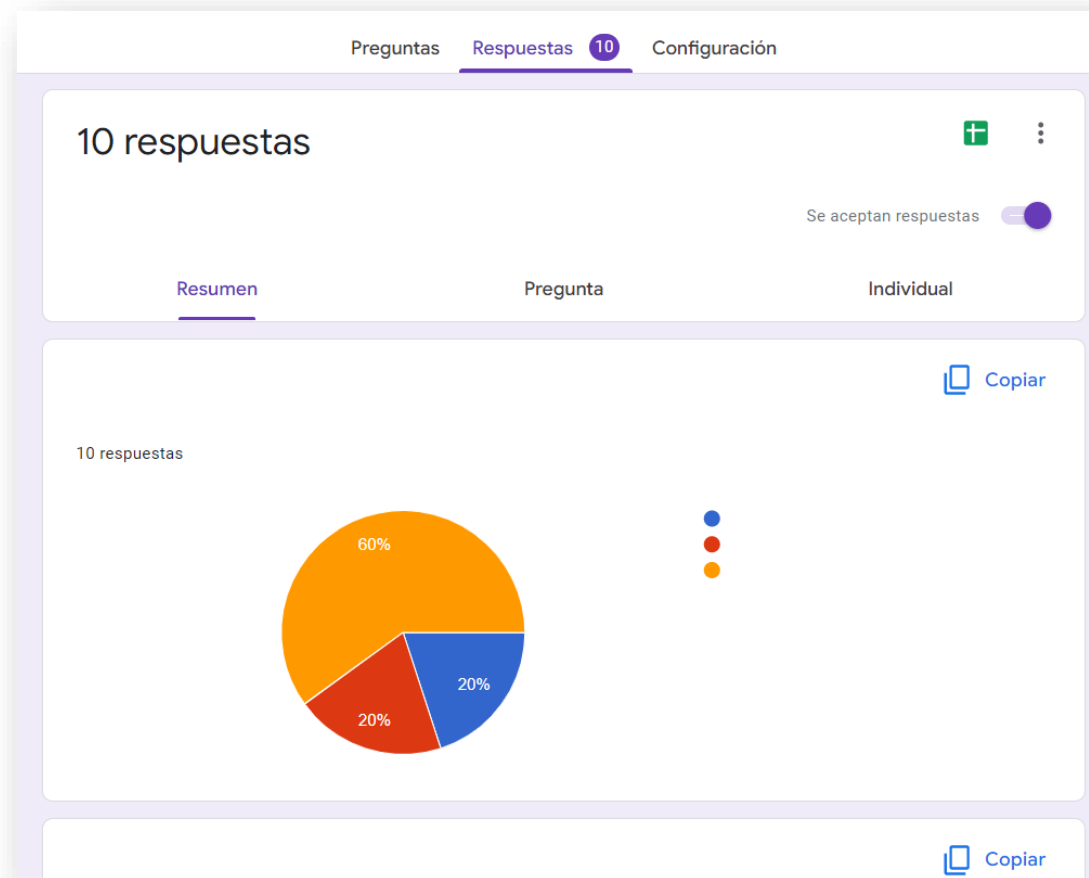 Preguntas Respuestas 10 Configuración
10 respuestas
Se aceptan respuestas
Resumen Pregunta Individual
Copiar
10 respuestas
60%
20%
20%
Copiar